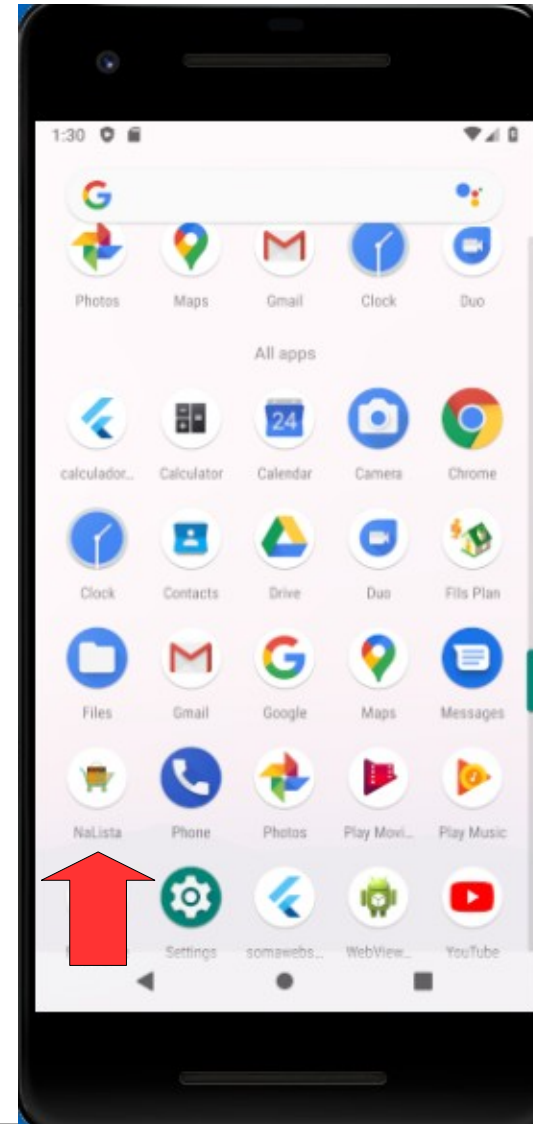 1:30
Photos Maps Gmail Clock Duo
All apps
24
calculador... Calculator Calendar Camera Chrome
Clock Contacts Drive Duo FIls Plan
Files Gmail Google Maps Messages
NaLista Phone Photos Play Movi... Play Music
Settings somawebs... WebView... YouTube